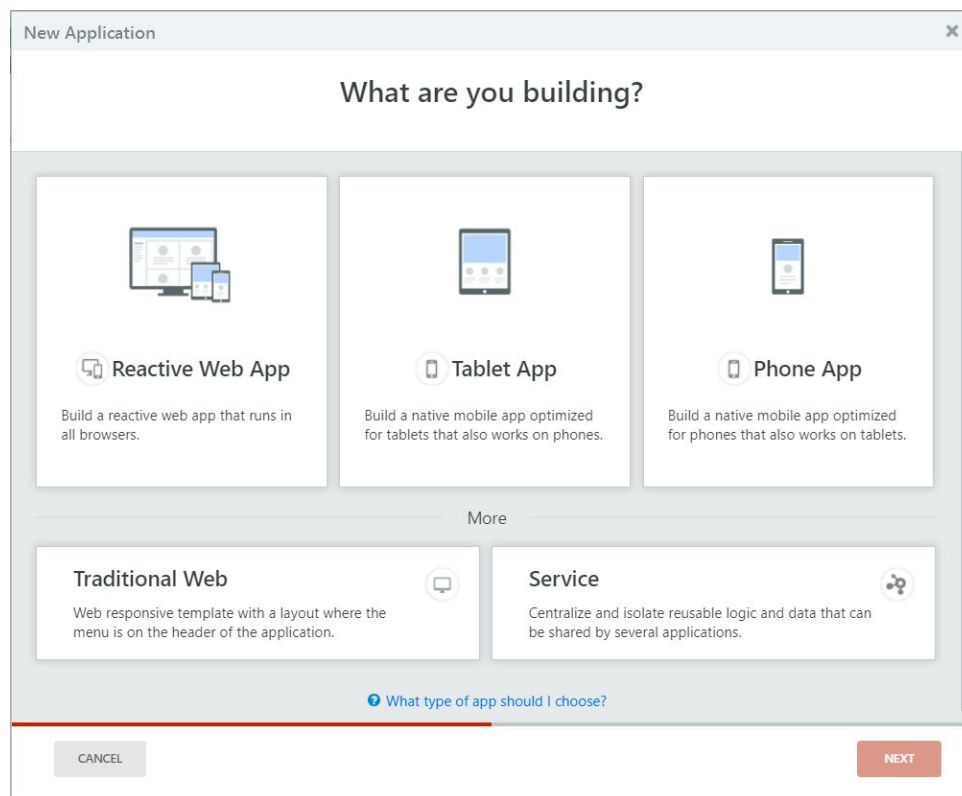 New Application
What are you building?
Reactive Web App
Build a reactive web app that runs in
all browsers.
Tablet App
Build a native mobile app optimized
for tablets that also works on phones.
Phone App
Build a native mobile app optimized
for phones that also works on tablets.
More
Traditional Web
Web responsive template with a layout where the
menu is on the header of the application.
Service
Centralize and isolate reusable logic and data that can
be shared by several applications.
What type of app should I choose?
CANCEL
NEXT